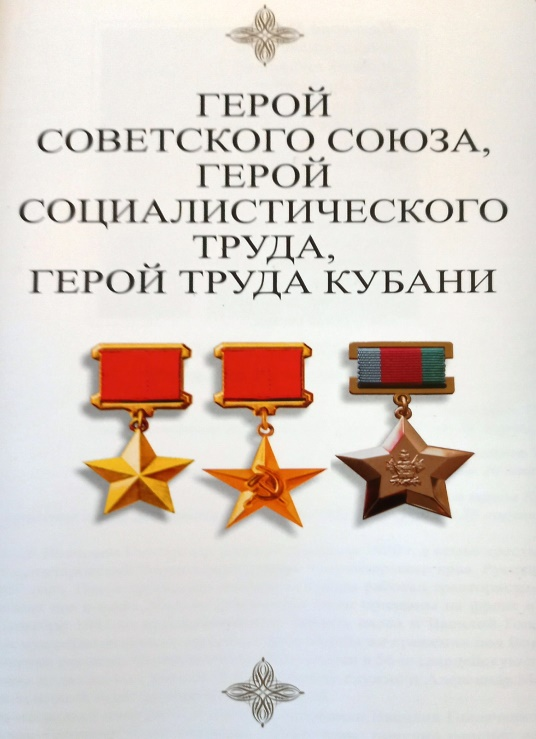 ГЕРОЙ
СОВЕТСКОГО СОЮЗА,
ГЕРОЙ
СОЦИАЛИСТИЧЕСКОГО
ТРУДА,
ГЕРОЙ ТРУДА КУБАНИ